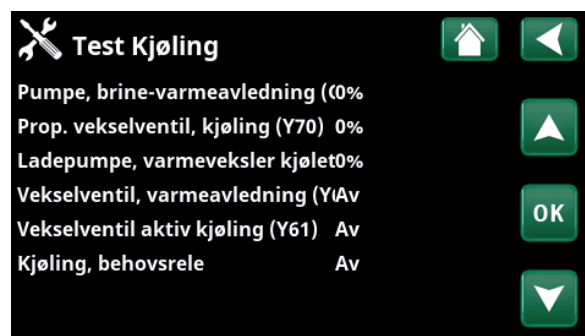 Test Kjøling
Pumpe, brine-varmeavledning ((0%
Prop. vekselventil, kjøling (Y70) 0%
Ladepumpe, varmeveksler kjølet0%
Vekselventil, varmeavledning (Y(Av
Vekselventil aktiv kjøling (Y61) Av
OK
Kjøling, behovsrele Av